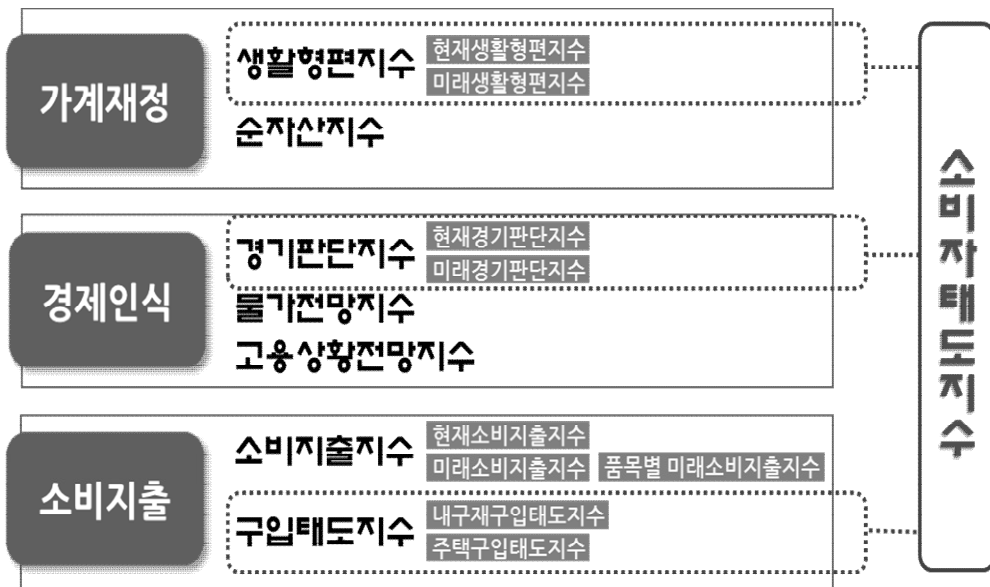 가계재정
생활형편지수
현재생활형편지수
미래생활형편지수
순자산지수
경제인식
경기판단지수
현재경기판단지수
미래경기판단지수
물가전망지수
고용상황전망지수
소비지출
소비지출지수
현재소비지출지수
미래소비지출지수 품목별 미래소비지출지수
구입태도지수
내구재구입태도지수
주택구입태도지수
소비자태도지수